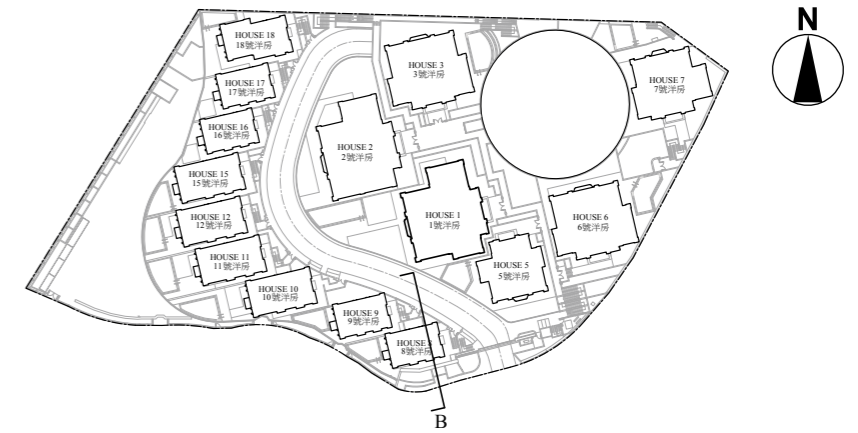 N
HOUSE 18
18號洋房
HOUSE 17
17號洋房
HOUSE 16
16號洋房
HOUSE 15
15號洋房
HOUSE 12
12號洋房
HOUSE 11
11號洋房
HOUSE 10
10號洋房
HOUSE 9
9號洋房
HOUSE 8
8號洋房
HOUSE 3
3號洋房
HOUSE 2
2號洋房
HOUSE 1
1號洋房
HOUSE 5
5號洋房
HOUSE 6
6號洋房
HOUSE 7
7號洋房
B